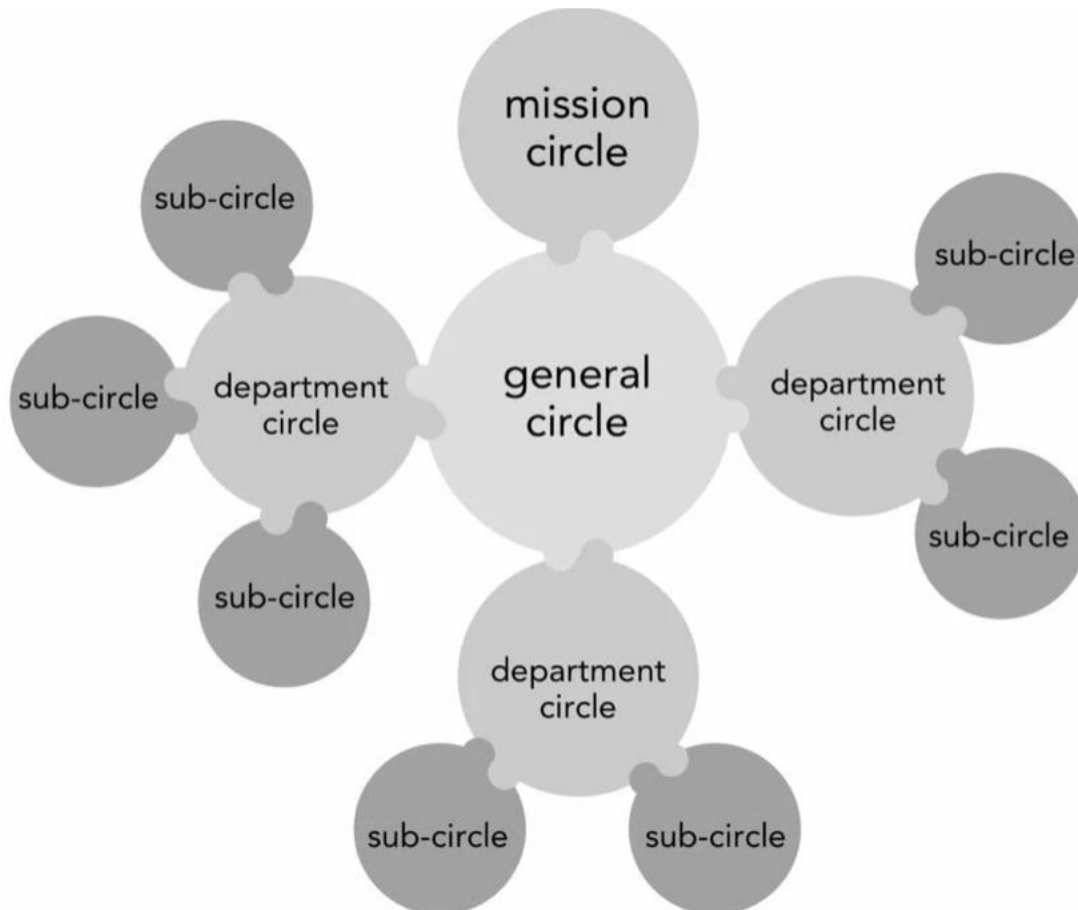 mission
circle
sub-circle
sub-circle
general
circle
department
circle
department
circle
sub-circle
sub-circle
sub-circle
department
circle
sub-circle
sub-circle